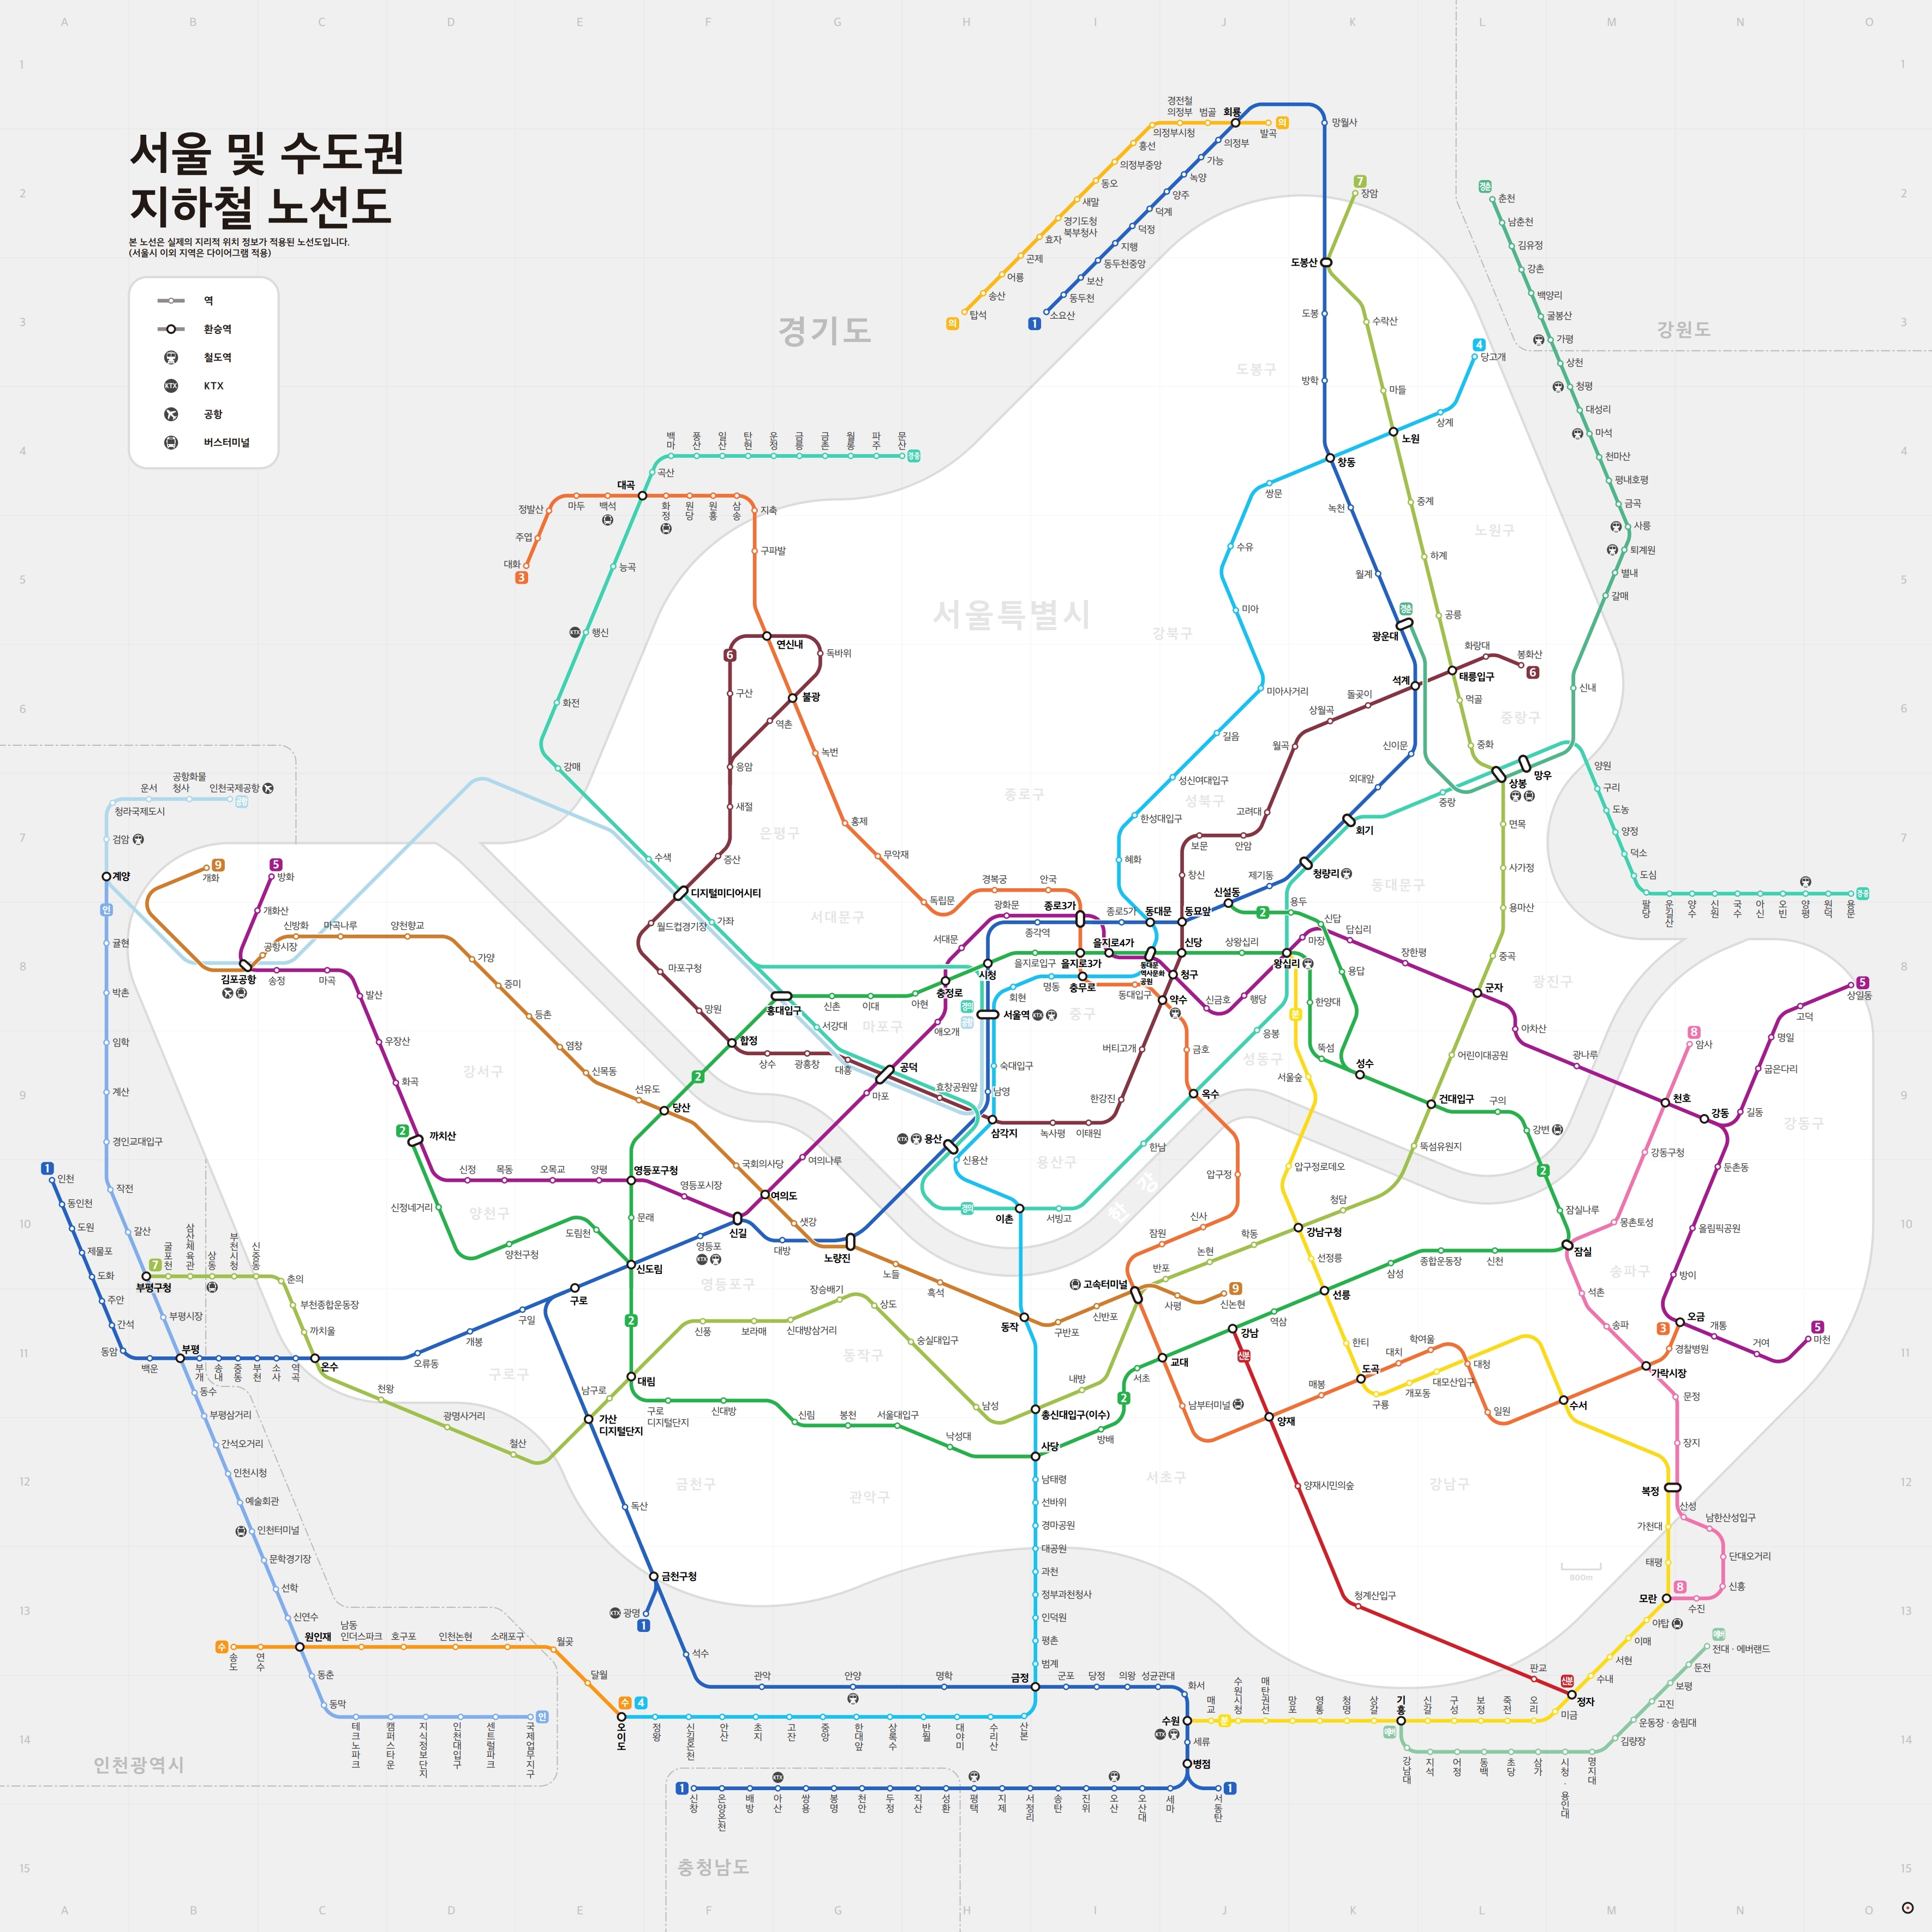 서울 및 수도권
지하철 노선도
본 노선은 실제의 지리적 위치 정보가 적용된 노선도입니다.
(서울시 이외 지역은 다이어그램 적용)
역
환승역
철도역
KTX
KTX
공항
버스터미널
A
B
C
D
E
F
G
H
I
J
K
L
M
N
O
1
2
3
4
5
6
7
8
9
10
11
12
13
14
15
경기도
강원도
서울특별시
인천광역시
충청남도
도봉구
노원구
강북구
중랑구
종로구
성북구
은평구
동대문구
서대문구
마포구
중구
광진구
성동구
강서구
용산구
강동구
양천구
영등포구
송파구
동작구
구로구
금천구
관악구
서초구
강남구
한강
800m
경전철
의정부
범골
회룡
발곡
의정부시청
흥선
의정부중앙
동오
새말
경기도청
북부청사
효자
곤제
어룡
송산
탑석
의정부
가능
녹양
양주
덕계
덕정
지행
동두천중앙
보산
동두천
소요산
망월사
장암
도봉산
도봉
수락산
방학
마들
당고개
상계
노원
창동
쌍문
녹천
중계
수유
월계
하계
미아
공릉
광운대
화랑대
봉화산
석계
태릉입구
돌곶이
상월곡
월곡
미아사거리
먹골
길음
신이문
중화
성신여대입구
외대앞
상봉
망우
중랑
한성대입구
고려대
회기
보문
안암
면목
혜화
창신
제기동
청량리
사가정
신설동
용마산
춘천
남춘천
김유정
강촌
백양리
굴봉산
가평
상천
청평
대성리
마석
천마산
평내호평
금곡
사릉
퇴계원
별내
갈매
신내
양원
구리
도농
양정
덕소
도심
팔당
운길산
양수
신원
국수
아신
오빈
양평
원덕
용문
백마
풍산
일산
탄현
운정
금릉
금촌
월롱
파주
문산
곡산
대곡
정발산
마두
백석
화정
원당
원흥
삼송
지축
주엽
대화
구파발
능곡
행신
화전
강매
연신내
독바위
구산
불광
역촌
녹번
응암
새절
홍제
증산
무악재
수색
독립문
디지털미디어시티
월드컵경기장
가좌
마포구청
망원
경복궁
안국
광화문
종로3가
종로5가
동대문
동묘앞
종각역
서대문
을지로4가
신당
상왕십리
왕십리
용두
신답
마장
답십리
장한평
중곡
시청
을지로입구
을지로3가
동대문
역사문화
공원
청구
용답
군자
충정로
회현
명동
충무로
동대입구
약수
신금호
행당
한양대
아차산
홍대입구
신촌
이대
아현
서울역
애오개
서강대
응봉
뚝섬
성수
어린이대공원
광나루
합정
상수
광흥창
대흥
공덕
효창공원앞
숙대입구
남영
버티고개
금호
서울숲
한강진
옥수
건대입구
구의
강변
천호
강동
길동
굽은다리
명일
고덕
상일동
암사
강동구청
둔촌동
몽촌토성
잠실나루
올림픽공원
잠실
방이
석촌
송파
오금
개롱
거여
마천
경찰병원
가락시장
문정
장지
복정
산성
남한산성입구
단대오거리
신흥
수진
모란
가천대
태평
야탑
이매
서현
수내
정자
미금
판교
청계산입구
양재시민의숲
양재
강남
당산
마포
삼각지
녹사평
이태원
용산
신용산
한남
이촌
서빙고
뚝섬유원지
압구정
압구정로데오
청담
강남구청
신사
잠원
학동
논현
반포
고속터미널
사평
신논현
선정릉
선릉
삼성
종합운동장
신천
역삼
한티
도곡
대치
학여울
대청
매봉
구룡
개포동
대모산입구
일원
수서
교대
서초
남부터미널
방배
내방
총신대입구(이수)
사당
동작
구반포
신반포
남성
숭실대입구
상도
장승배기
신대방삼거리
보라매
신풍
대림
남구로
구로
디지털단지
신대방
신림
봉천
서울대입구
낙성대
남태령
선바위
경마공원
대공원
과천
정부과천청사
인덕원
평촌
범계
금정
노들
흑석
노량진
샛강
대방
여의도
국회의사당
여의나루
신길
영등포시장
영등포
영등포구청
문래
신도림
도림천
양천구청
신정네거리
까치산
신정
목동
오목교
양평
선유도
신목동
염창
등촌
증미
가양
양천향교
마곡나루
신방화
공항시장
김포공항
송정
마곡
발산
우장산
화곡
개화
방화
개화산
계양
검암
청라국제도시
운서
공항화물
청사
인천국제공항
귤현
박촌
임학
계산
경인교대입구
작전
갈산
부평구청
굴포천
삼산체육관
상동
부천시청
신중동
춘의
부천종합운동장
까치울
온수
부평시장
부평
인천
동인천
도원
제물포
도화
주안
간석
동암
백운
부개
송내
중동
부천
소사
역곡
오류동
개봉
구일
구로
천왕
광명사거리
철산
가산
디지털단지
독산
금천구청
광명
석수
관악
안양
명학
군포
당정
의왕
성균관대
화서
수원
세류
병점
서동탄
세마
오산대
오산
진위
송탄
서정리
지제
평택
성환
직산
두정
천안
봉명
쌍용
아산
배방
온양온천
신창
동수
부평삼거리
간석오거리
인천시청
예술회관
인천터미널
문학경기장
선학
신연수
원인재
동춘
동막
테크노파크
캠퍼스타운
지식정보단지
인천대입구
센트럴파크
국제업무지구
송도
연수
남동
인더스파크
호구포
인천논현
소래포구
월곶
달월
오이도
정왕
신길온천
안산
초지
고잔
중앙
한대앞
상록수
반월
대야미
수리산
산본
매교
수원시청
매탄권선
망포
영통
청명
상갈
기흥
신갈
구성
보정
죽전
오리
강남대
지석
어정
동백
초당
삼가
시청 · 용인대
명지대
김량장
운동장 · 송담대
고진
보평
둔전
전대 · 에버랜드